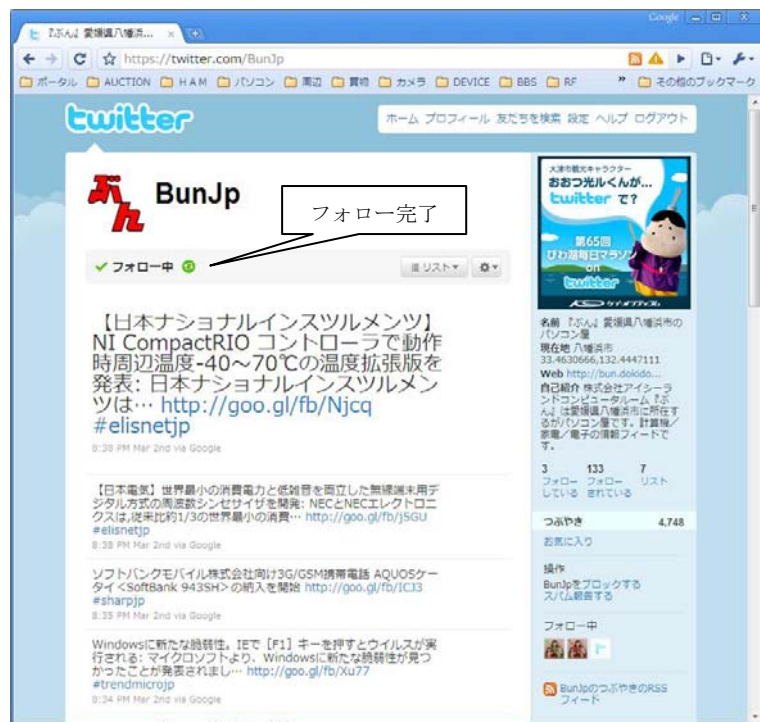 Google
『ぶん』愛媛県八幡浜...
https://twitter.com/BunJp
ポータル AUCTION HAM パソコン 周辺 買物 カメラ DEVICE BBS RF » その他のブックマーク
twitter
ホーム プロフィール 友だちを検索 設定 ヘルプ ログアウト
ぶん
BunJp
フォロー完了
フォロー中
リスト
【日本ナショナルインスツルメンツ】
NI CompactRIO コントローラで動作
時周辺温度-40～70℃の温度拡張版を
発表: 日本ナショナルインスツルメン
ツは… http://goo.gl/fb/Njcq
#elisnetjp
8:38 PM Mar 2nd via Google
【日本電気】世界最小の消費電力と低雑音を両立した無線端末用デ
ジタル方式の周波数シンセサイザを開発: NECとNECエレクトロニ
クスは,従来比約1/3の世界最小の消費… http://goo.gl/fb/j5GU
#elisnetjp
8:38 PM Mar 2nd via Google
ソフトバンクモバイル株式会社向け3G/GSM携帯電話 AQUOSケー
タイ<SoftBank 943SH>の納入を開始 http://goo.gl/fb/ICJ3
#sharpjp
8:35 PM Mar 2nd via Google
Windowsに新たな脆弱性。IEで［F1］キーを押すとウイルスが実
行される: マイクロソフトより、Windowsに新たな脆弱性が見つ
かったことが発表されまし… http://goo.gl/fb/Xu77
#trendmicrojp
8:34 PM Mar 2nd via Google
大津市観光キャラクター
おおつ光ルくんが...
twitter で?
第65回
びわ湖毎日マラソン
on
twitter
名前 『ぶん』愛媛県八幡浜市の
パソコン屋
現在地 八幡浜市
33.4630666,132.4447111
Web http://bun.dokido...
自己紹介 株式会社アイシーラ
ンドコンピュータルーム『ぶ
ん』は愛媛県八幡浜市に所在す
るがパソコン屋です。計算機／
家電／電子の情報フィードで
す。
3 133 7
フォロー フォロー リスト
している されている
つぶやき 4,748
お気に入り
操作
BunJpをブロックする
スパム報告する
フォロー中
BunJpのつぶやきのRSS
フィード